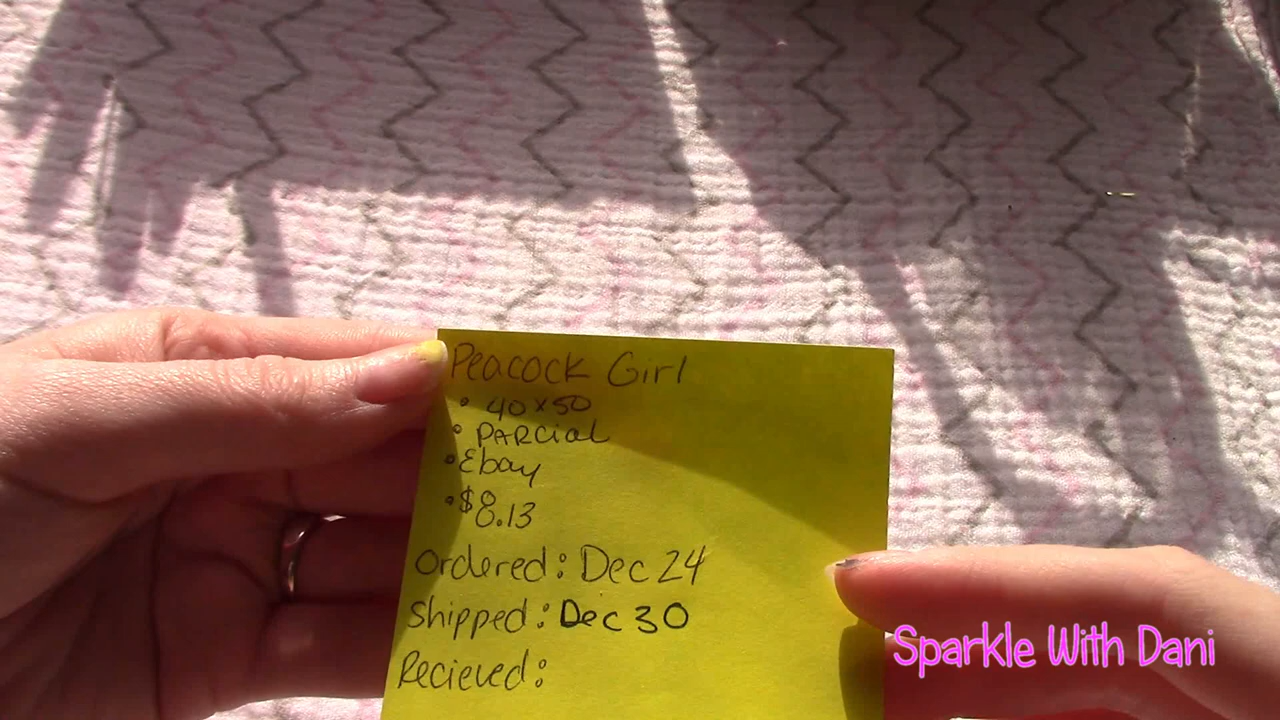 Peacock Girl
• 40x50
• PARCial
• Ebay
• $8.13
Ordered: Dec 24
Shipped: Dec 30
Recieved:
Sparkle With Dani